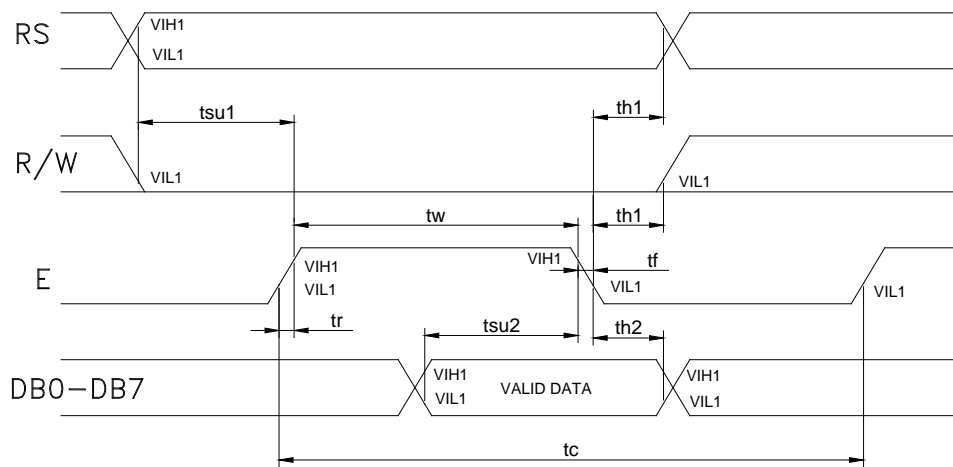 RS
VIH1
VIL1
tsu1
th1
R/W
VIL1
VIL1
tw
th1
E
VIH1
VIL1
VIH1
tf
VIL1
VIL1
tr
tsu2
th2
DB0-DB7
VIH1
VIL1
VALID DATA
VIH1
VIL1
tc